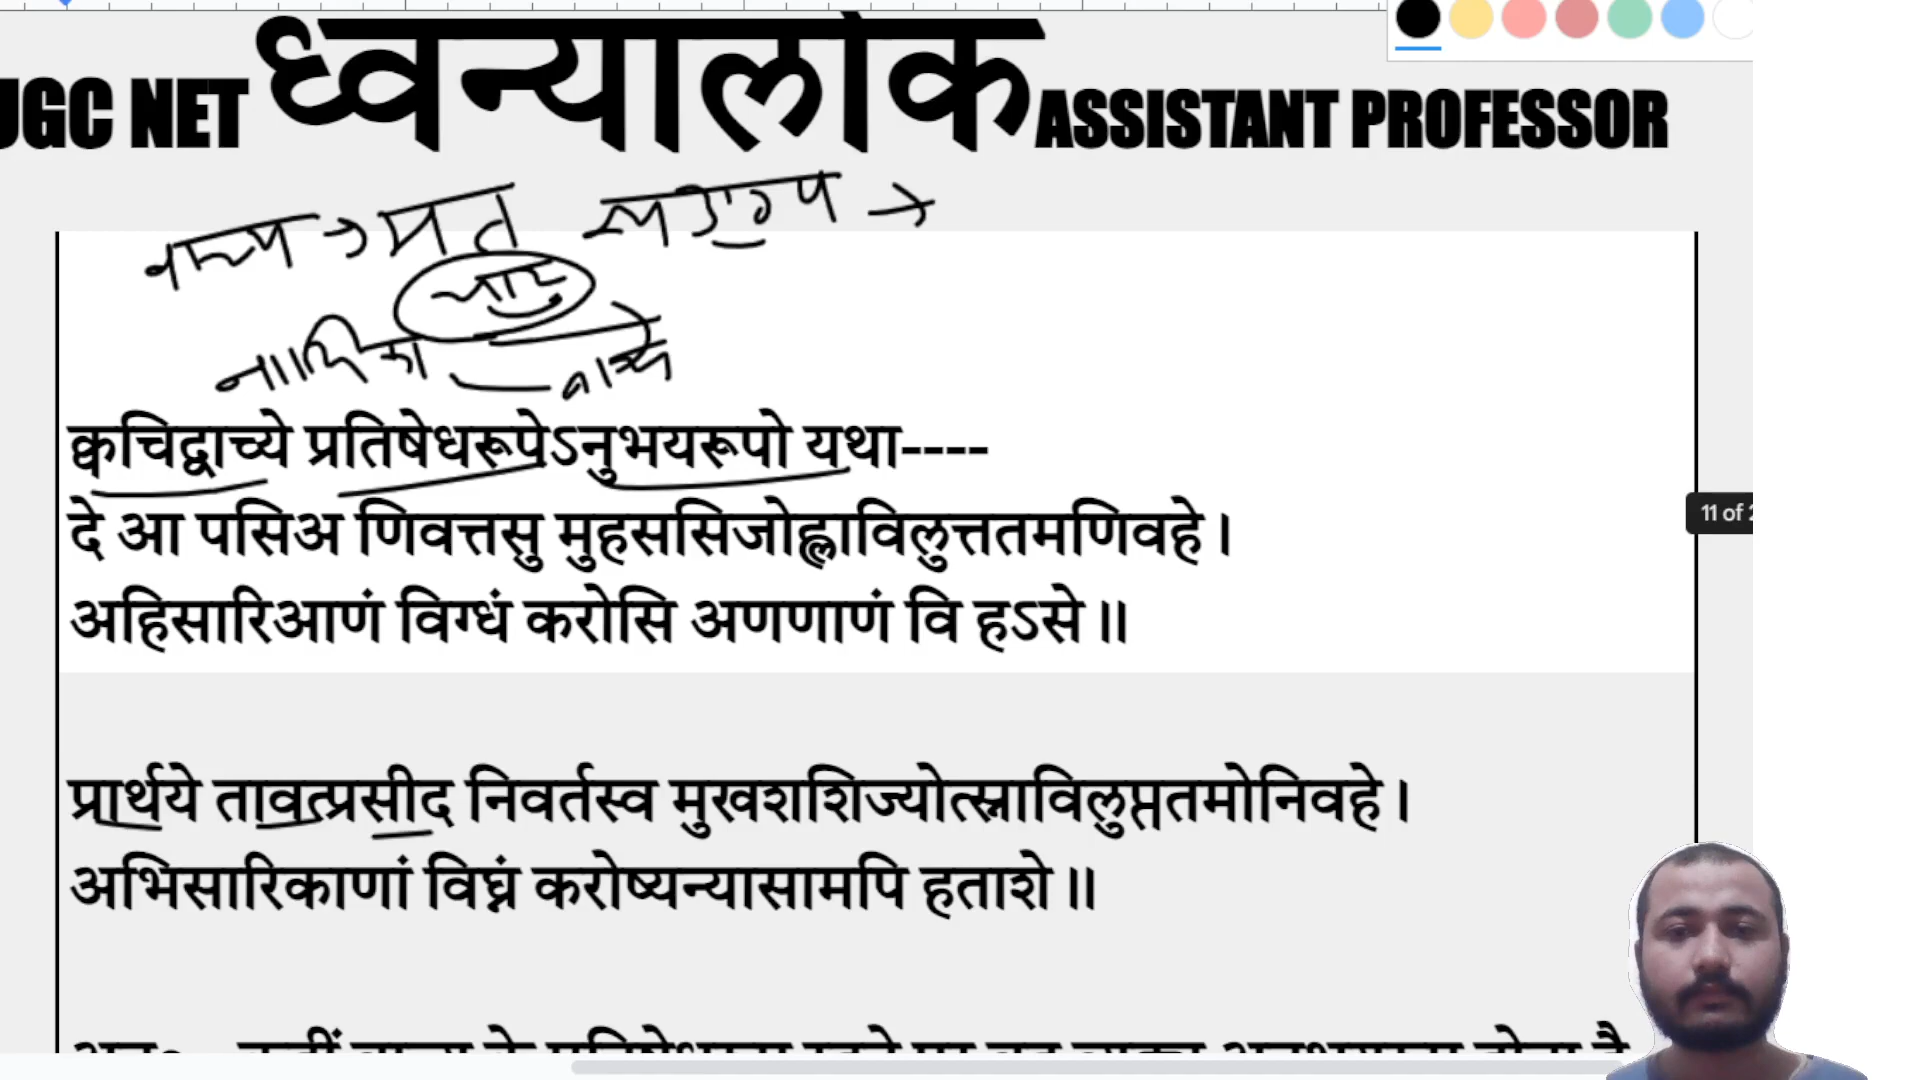 UGC NET ध्वन्यालोक ASSISTANT PROFESSOR
नायिका वाच्य
क्वचिद्वाच्ये प्रतिषेधरूपेऽनुभयरूपो यथा----
दे आ पसिअ णिवत्तसु मुहससिजोह्लाविलुत्ततमणिवहे।
अहिसारिआणं विग्धं करोसि अणणाणं वि हऽसे॥
11 of
प्रार्थये तावत्प्रसीद निवर्तस्व मुखशशिज्योत्स्नाविलुप्ततमोनिवहे।
अभिसारिकाणां विघ्नं करोष्यन्यासामपि हताशे॥